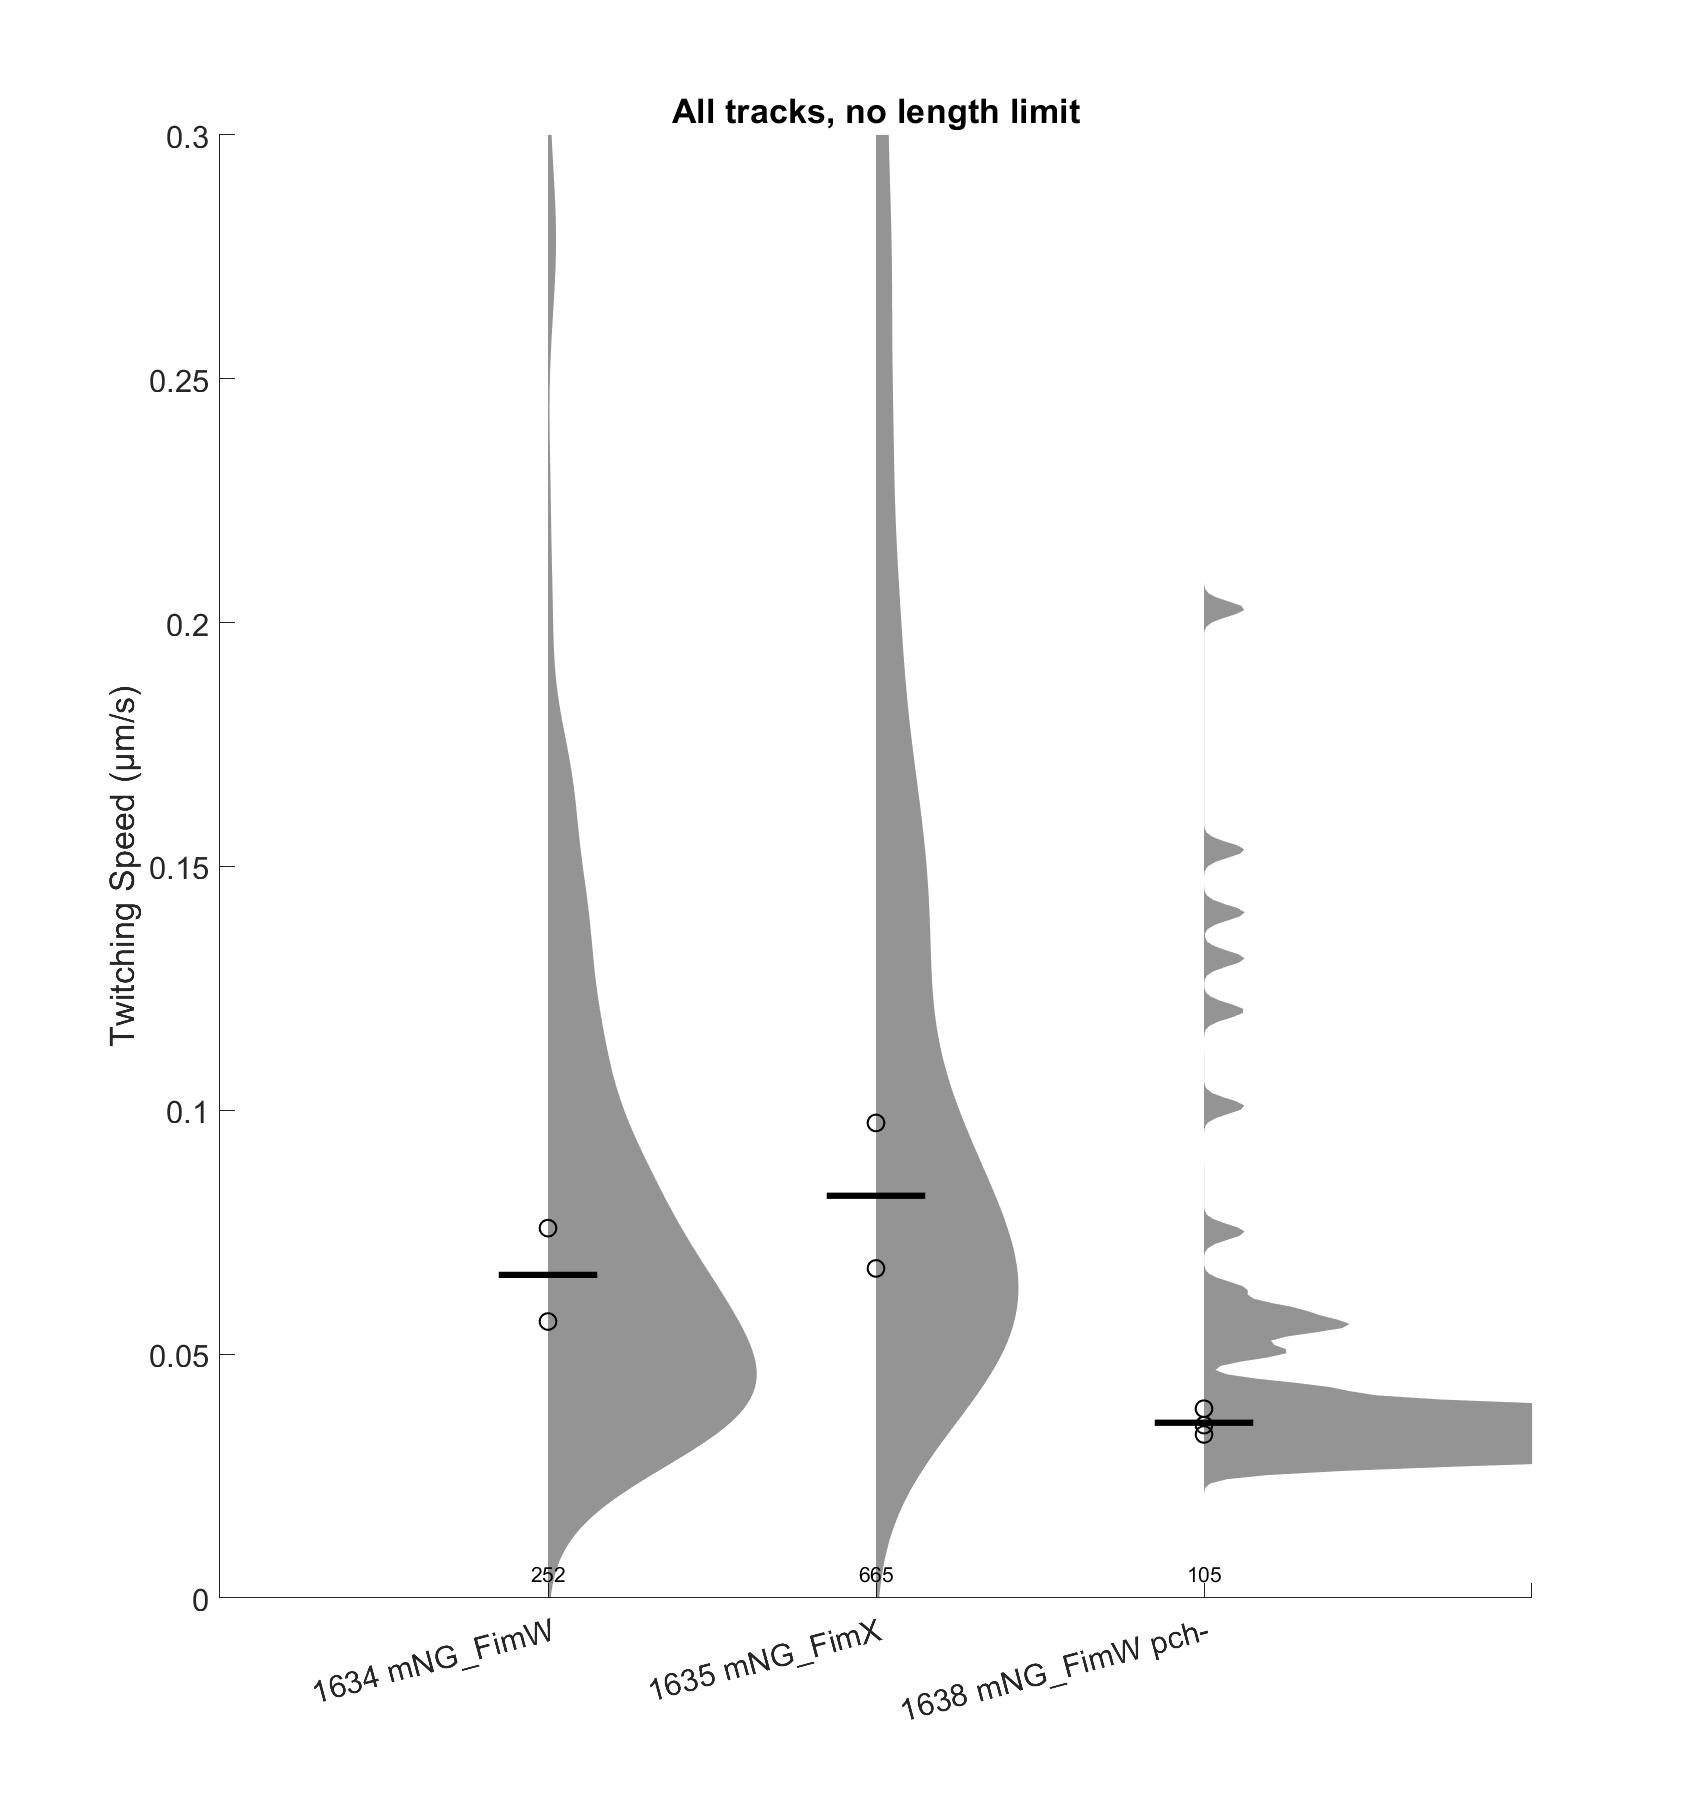 All tracks, no length limit
0.3
0.25
0.2
0.15
0.1
0.05
0
Twitching Speed (μm/s)
252
665
105
1634 mNG_FimW
1635 mNG_FimX
1638 mNG_FimW pch-